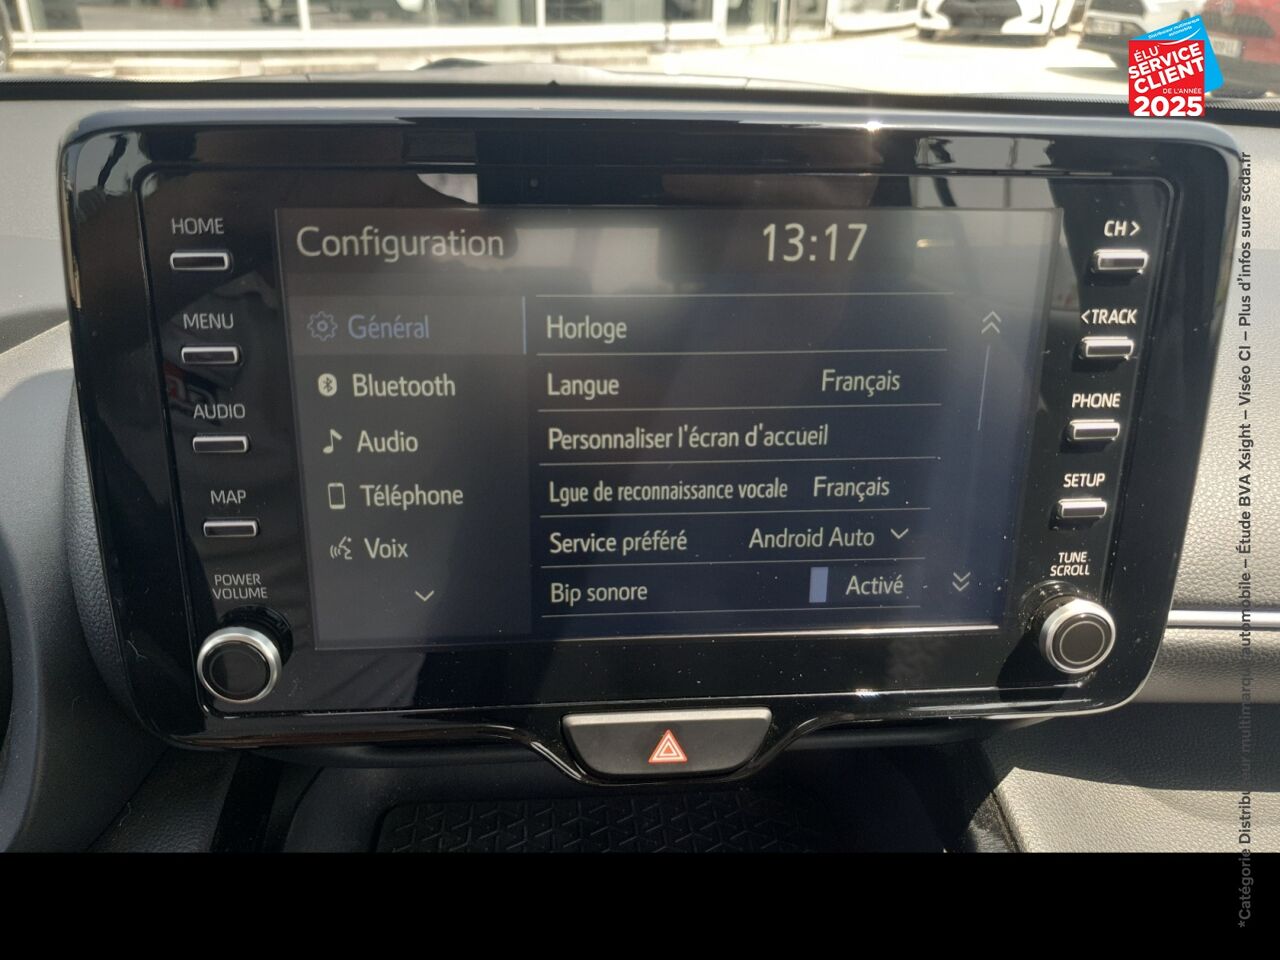 Distributeur multimarque automobile
ÉLU
SERVICE
CLIENT
DE L'ANNÉE
2025
*Catégorie Distributeur multimarque automobile – Étude BVA Xsight – Viséo CI – Plus d'infos sure scda.fr
HOME
MENU
AUDIO
MAP
POWER
VOLUME
Configuration
13:17
Général
Bluetooth
Audio
Téléphone
Voix
Horloge
Langue Français
Personnaliser l'écran d'accueil
Lgue de reconnaissance vocale Français
Service préféré Android Auto
Bip sonore Activé
CH>
<TRACK
PHONE
SETUP
TUNE
SCROLL